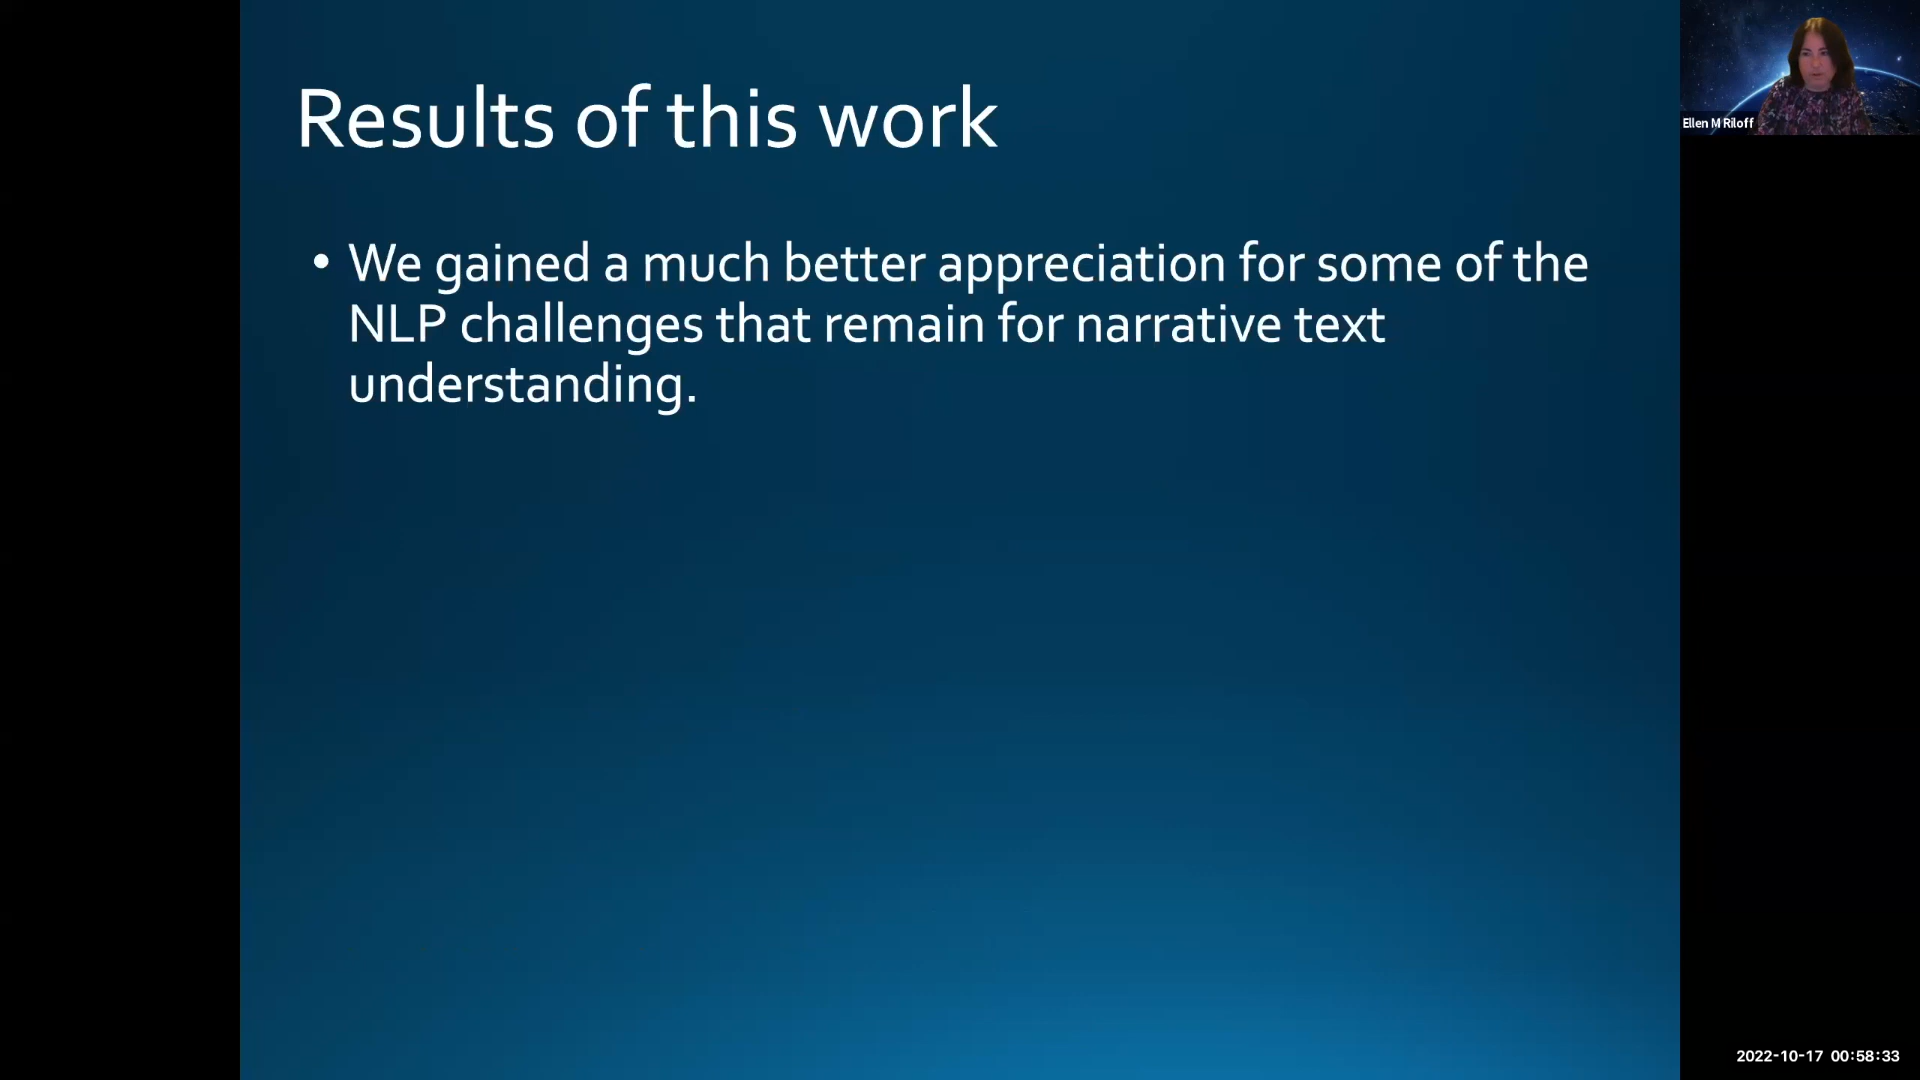 Results of this work
• We gained a much better appreciation for some of the
NLP challenges that remain for narrative text
understanding.
Ellen M Riloff
2022-10-17 00:58:33